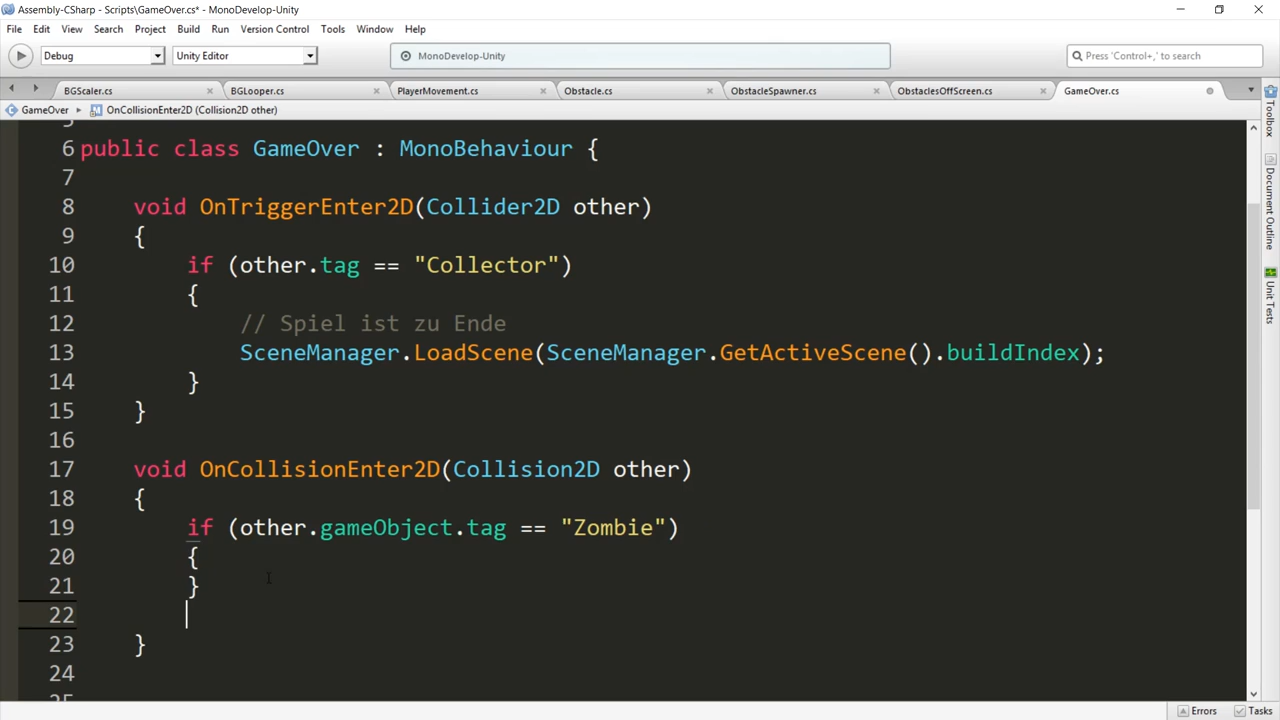 Assembly-CSharp - Scripts\GameOver.cs* - MonoDevelop-Unity
File Edit View Search Project Build Run Version Control Tools Window Help
Debug Unity Editor MonoDevelop-Unity Press 'Control+,' to search
BGScaler.cs BGLooper.cs PlayerMovement.cs Obstacle.cs ObstacleSpawner.cs ObstaclesOffScreen.cs GameOver.cs
GameOver OnCollisionEnter2D (Collision2D other)
6 public class GameOver : MonoBehaviour {
7
8 void OnTriggerEnter2D(Collider2D other)
9 {
10 if (other.tag == "Collector")
11 {
12 // Spiel ist zu Ende
13 SceneManager.LoadScene(SceneManager.GetActiveScene().buildIndex);
14 }
15 }
16
17 void OnCollisionEnter2D(Collision2D other)
18 {
19 if (other.gameObject.tag == "Zombie")
20 {
21 }
22
23 }
24
Toolbox
Document Outline
Unit Tests
Errors Tasks